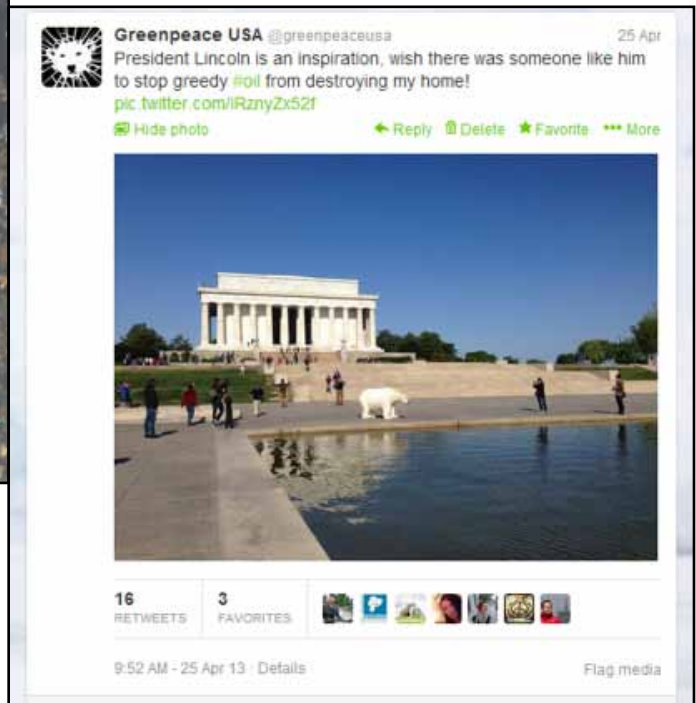 Greenpeace USA @greenpeaceusa 25 Apr
President Lincoln is an inspiration, wish there was someone like him
to stop greedy #oil from destroying my home!
pic.twitter.com/iRznyZx52f
Hide photo Reply Delete Favorite More
16 RETWEETS 3 FAVORITES
9:52 AM - 25 Apr 13 · Details Flag media